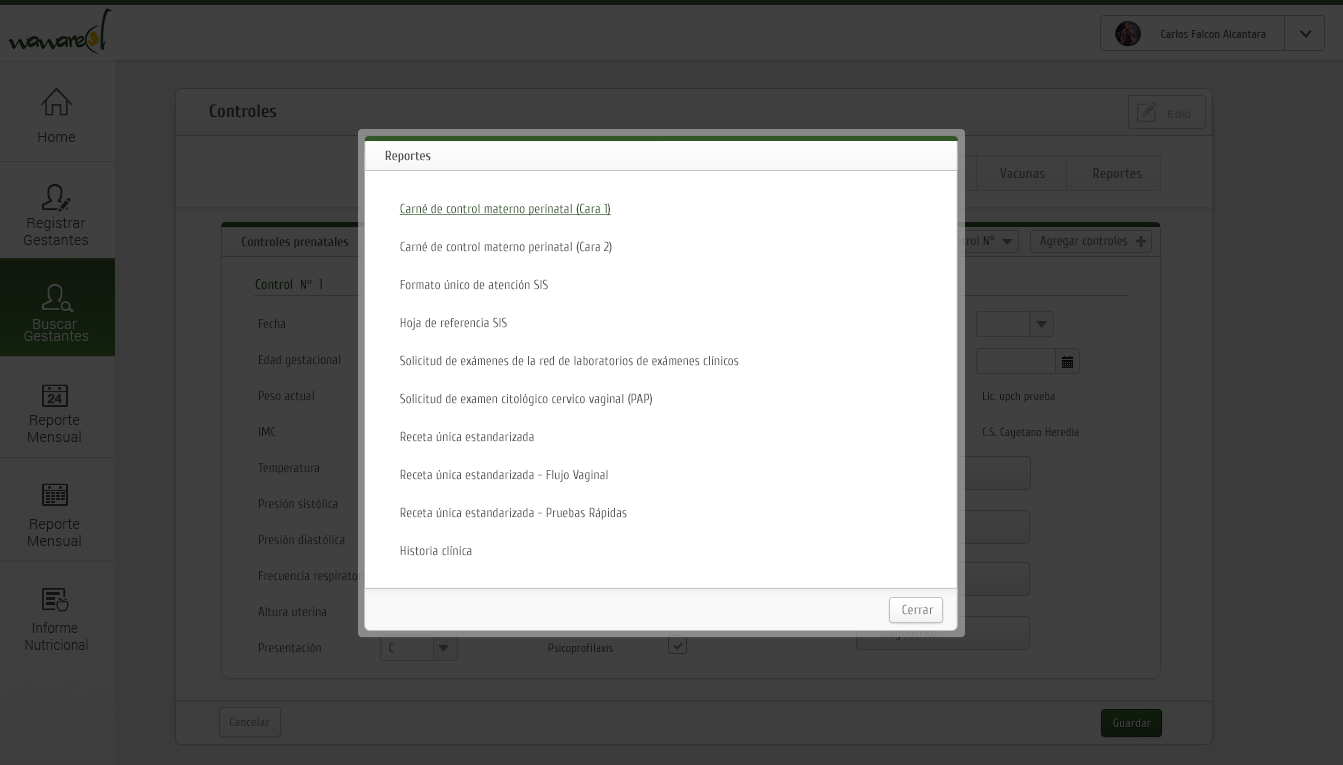 wawared
Carlos Falcon Alcantara
Home
Registrar
Gestantes
Buscar
Gestantes
24
Reporte
Mensual
Reporte
Mensual
Informe
Nutricional
Controles
Edid
Vacunas
Reportes
Controles prenatales
rol N°
Agregar controles
Control N° 1
Fecha
Edad gestacional
Peso actual
Lic. upch prueba
IMC
C.S. Cayetano Heredia
Temperatura
Presión sistólica
Presión diastólica
Frecuencia respirator
Altura uterina
Presentación
C
Psicoprofilaxis
Cancelar
Guardar
Reportes
Carné de control materno perinatal (Cara 1)
Carné de control materno perinatal (Cara 2)
Formato único de atención SIS
Hoja de referencia SIS
Solicitud de exámenes de la red de laboratorios de exámenes clínicos
Solicitud de examen citológico cervico vaginal (PAP)
Receta única estandarizada
Receta única estandarizada - Flujo Vaginal
Receta única estandarizada - Pruebas Rápidas
Historia clínica
Cerrar